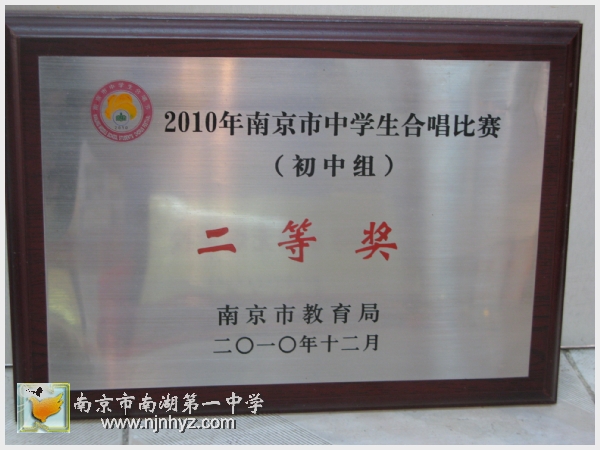 2010年南京市中学生合唱比赛
（初中组）
二等奖
南京市教育局
二〇一〇年十二月
南京市南湖第一中学
www.njnhyz.com